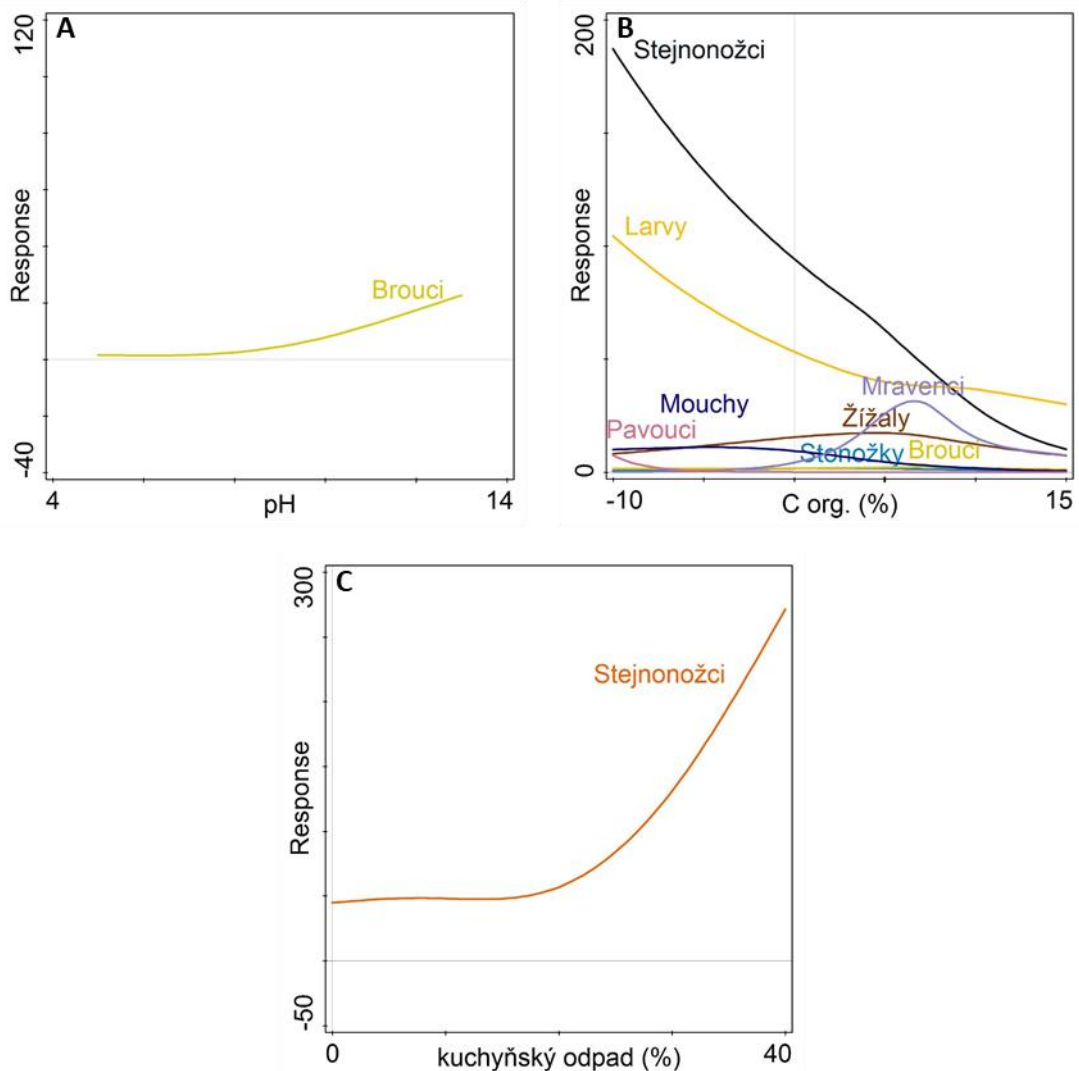 A
120
Response
Brouci
-40
4
pH
14
B
200
Stejnonožci
Response
Larvy
Mravenci
Mouchy
Žížaly
Pavouci
Stonožky
Brouci
0
-10
C org. (%)
15
C
300
Stejnonožci
Response
-50
0
kuchyňský odpad (%)
40